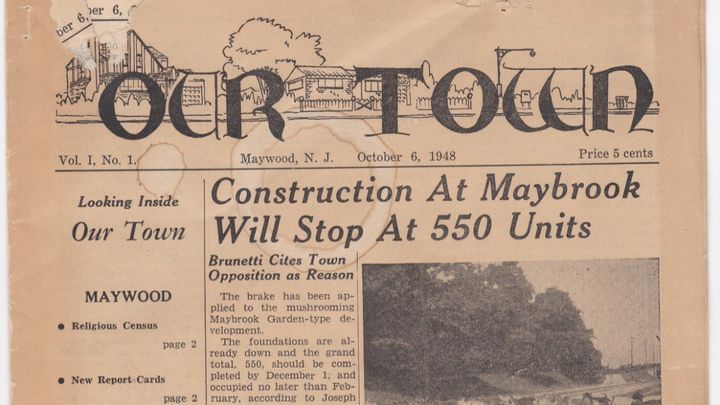 ber 6,
ber 6,
OUR TOWN
Vol. I, No. 1.
Maywood, N. J. October 6, 1948
Price 5 cents
Looking Inside
Our Town
MAYWOOD
• Religious Census
page 2
• New Report Cards
page 2
Construction At Maybrook
Will Stop At 550 Units
Brunetti Cites Town
Opposition as Reason
The brake has been ap-
plied to the mushrooming
Maybrook Garden-type de-
velopment.
The foundations are al-
ready down and the grand
total, 550, should be com-
pleted by December 1, and
occupied no later than Feb-
ruary, according to Joseph